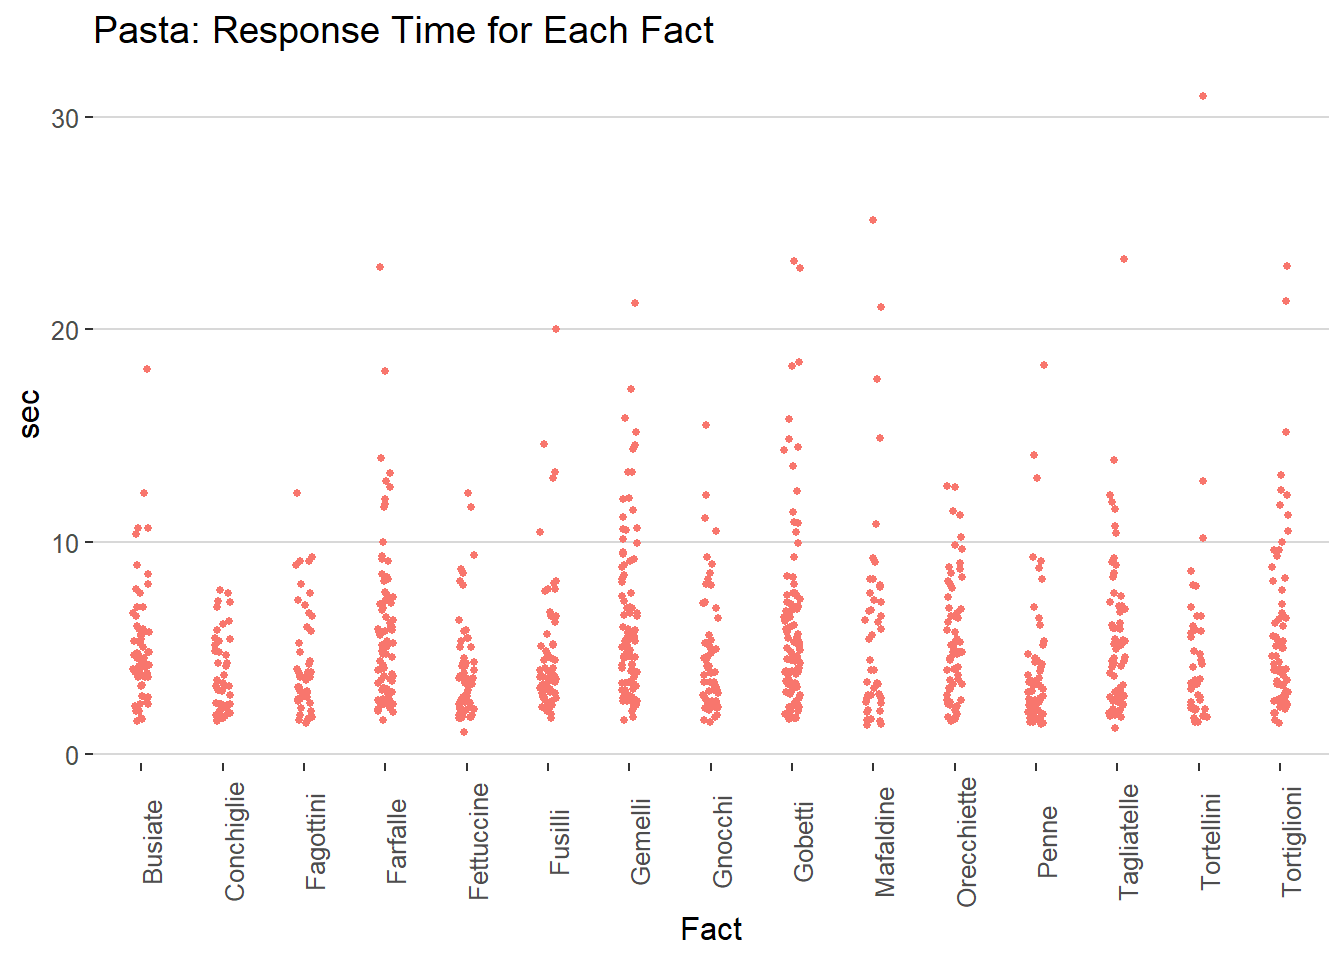 Pasta: Response Time for Each Fact
30
20
10
0
sec
Busiate
Conchiglie
Fagottini
Farfalle
Fettuccine
Fusilli
Gemelli
Gnocchi
Gobetti
Mafaldine
Orecchiette
Penne
Tagliatelle
Tortellini
Tortiglioni
Fact